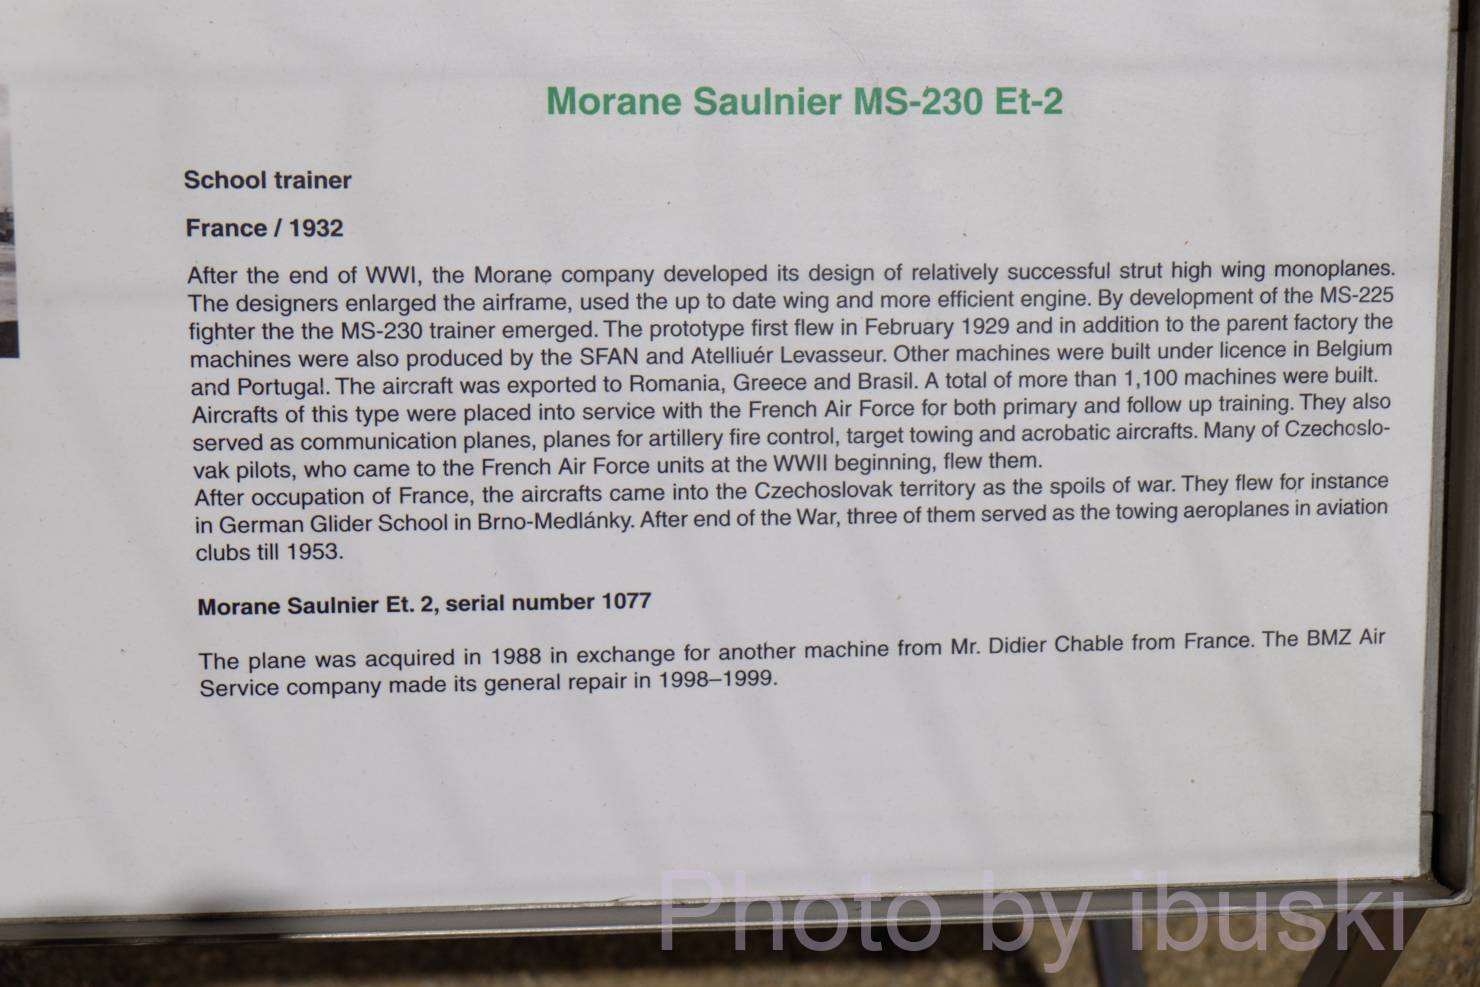 Morane Saulnier MS-230 Et-2
School trainer
France / 1932
After the end of WWI, the Morane company developed its design of relatively successful strut high wing monoplanes.
The designers enlarged the airframe, used the up to date wing and more efficient engine. By development of the MS-225
fighter the the MS-230 trainer emerged. The prototype first flew in February 1929 and in addition to the parent factory the
machines were also produced by the SFAN and Atelliuér Levasseur. Other machines were built under licence in Belgium
and Portugal. The aircraft was exported to Romania, Greece and Brasil. A total of more than 1,100 machines were built.
Aircrafts of this type were placed into service with the French Air Force for both primary and follow up training. They also
served as communication planes, planes for artillery fire control, target towing and acrobatic aircrafts. Many of Czechoslo-
vak pilots, who came to the French Air Force units at the WWII beginning, flew them.
After occupation of France, the aircrafts came into the Czechoslovak territory as the spoils of war. They flew for instance
in German Glider School in Brno-Medlánky. After end of the War, three of them served as the towing aeroplanes in aviation
clubs till 1953.
Morane Saulnier Et. 2, serial number 1077
The plane was acquired in 1988 in exchange for another machine from Mr. Didier Chable from France. The BMZ Air
Service company made its general repair in 1998–1999.
Photo by ibuski